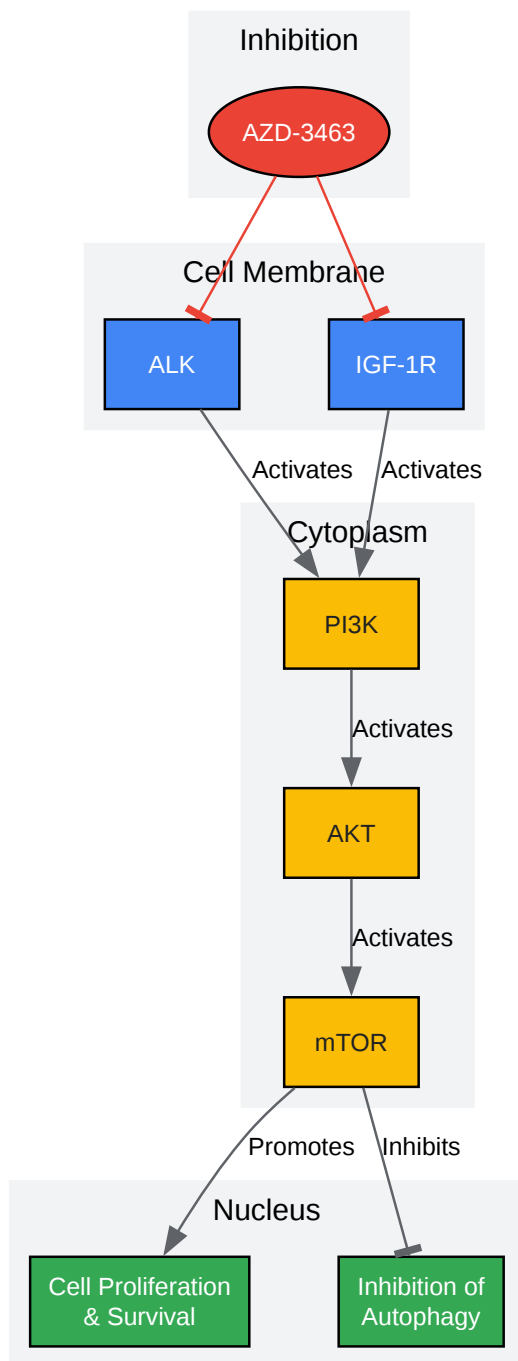 Inhibition
AZD-3463
Cell Membrane
ALK
IGF-1R
Activates
Activates
Cytoplasm
PI3K
Activates
AKT
Activates
mTOR
Promotes
Inhibits
Nucleus
Cell Proliferation
& Survival
Inhibition of
Autophagy